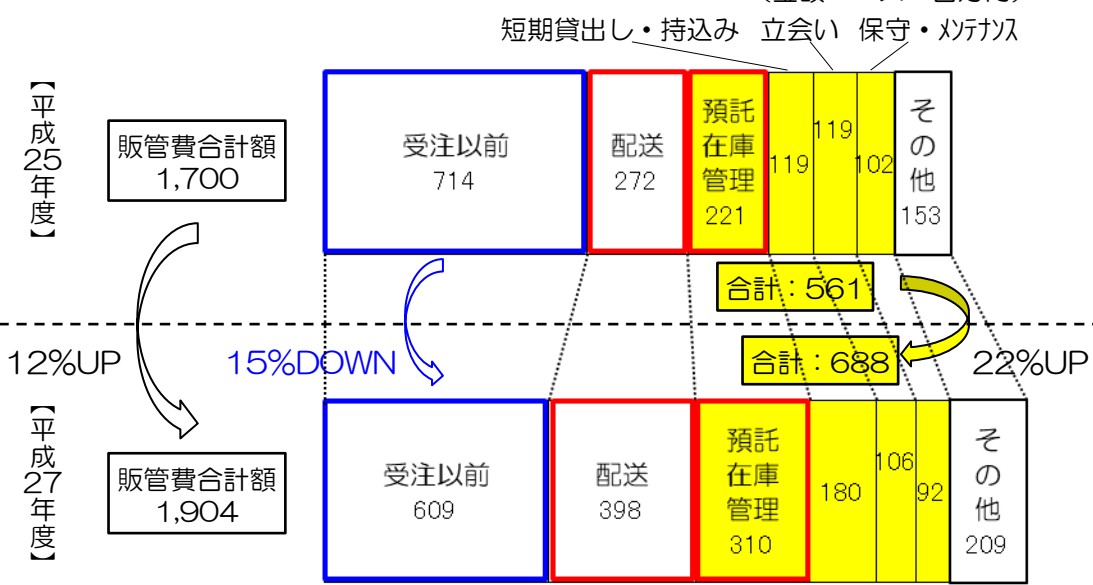 短期貸出し・持込み 立会い 保守・メンテナンス
【平成25年度】
販管費合計額
1,700
受注以前
714
配送
272
預託
在庫
管理
221
119
119
102
その他
153
合計：561
12%UP
15%DOWN
合計：688
22%UP
【平成27年度】
販管費合計額
1,904
受注以前
609
配送
398
預託
在庫
管理
310
180
106
92
その他
209